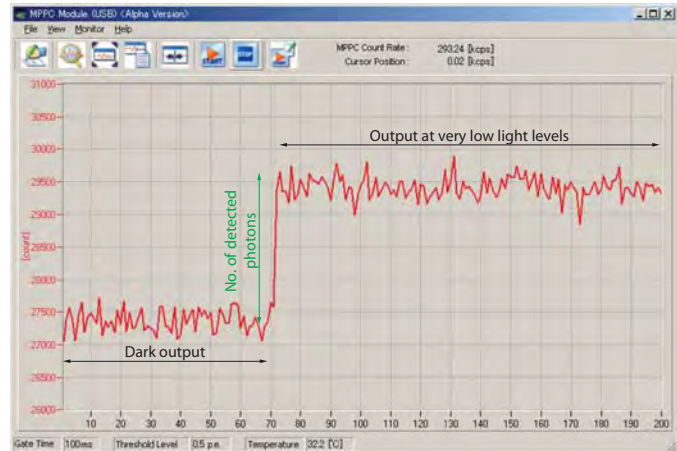 MPPC Module (USB) <Alpha Version>
File View Monitor Help
START STOP
MPPC Count Rate : 293.24 [kcps]
Cursor Position : 0.02 [kcps]
31000
30500
30000
29500
29000
28500
28000
27500
27000
26500
26000
[count]
Output at very low light levels
No. of detected
photons
Dark output
10 20 30 40 50 60 70 80 90 100 110 120 130 140 150 160 170 180 190 200
Gate Time 100ms Threshold Level 0.5 p.e. Temperature 32.2 [℃]